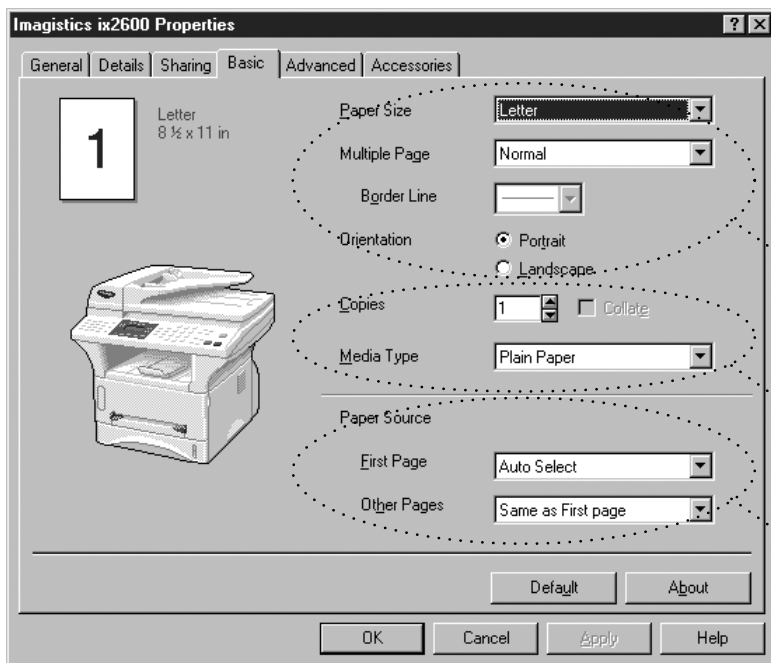 Imagistics ix2600 Properties
General Details Sharing Basic Advanced Accessories
1
Letter
8 ½ x 11 in
Paper Size Letter
Multiple Page Normal
Border Line
Orientation Portrait
Landscape
Copies 1 Collate
Media Type Plain Paper
Paper Source
First Page Auto Select
Other Pages Same as First page
Default About
OK Cancel Apply Help